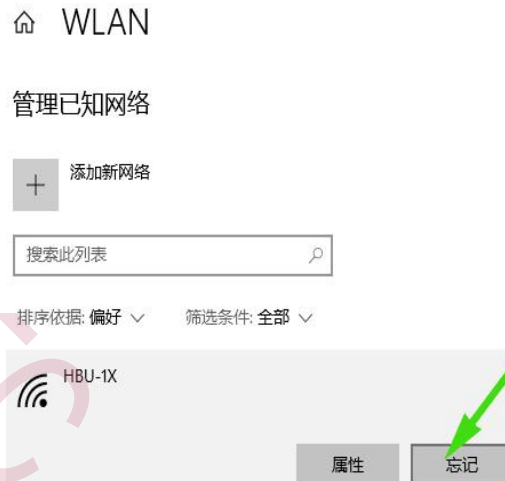 WLAN
管理已知网络
添加新网络
搜索此列表
排序依据: 偏好 筛选条件: 全部
HBU-1X
属性 忘记